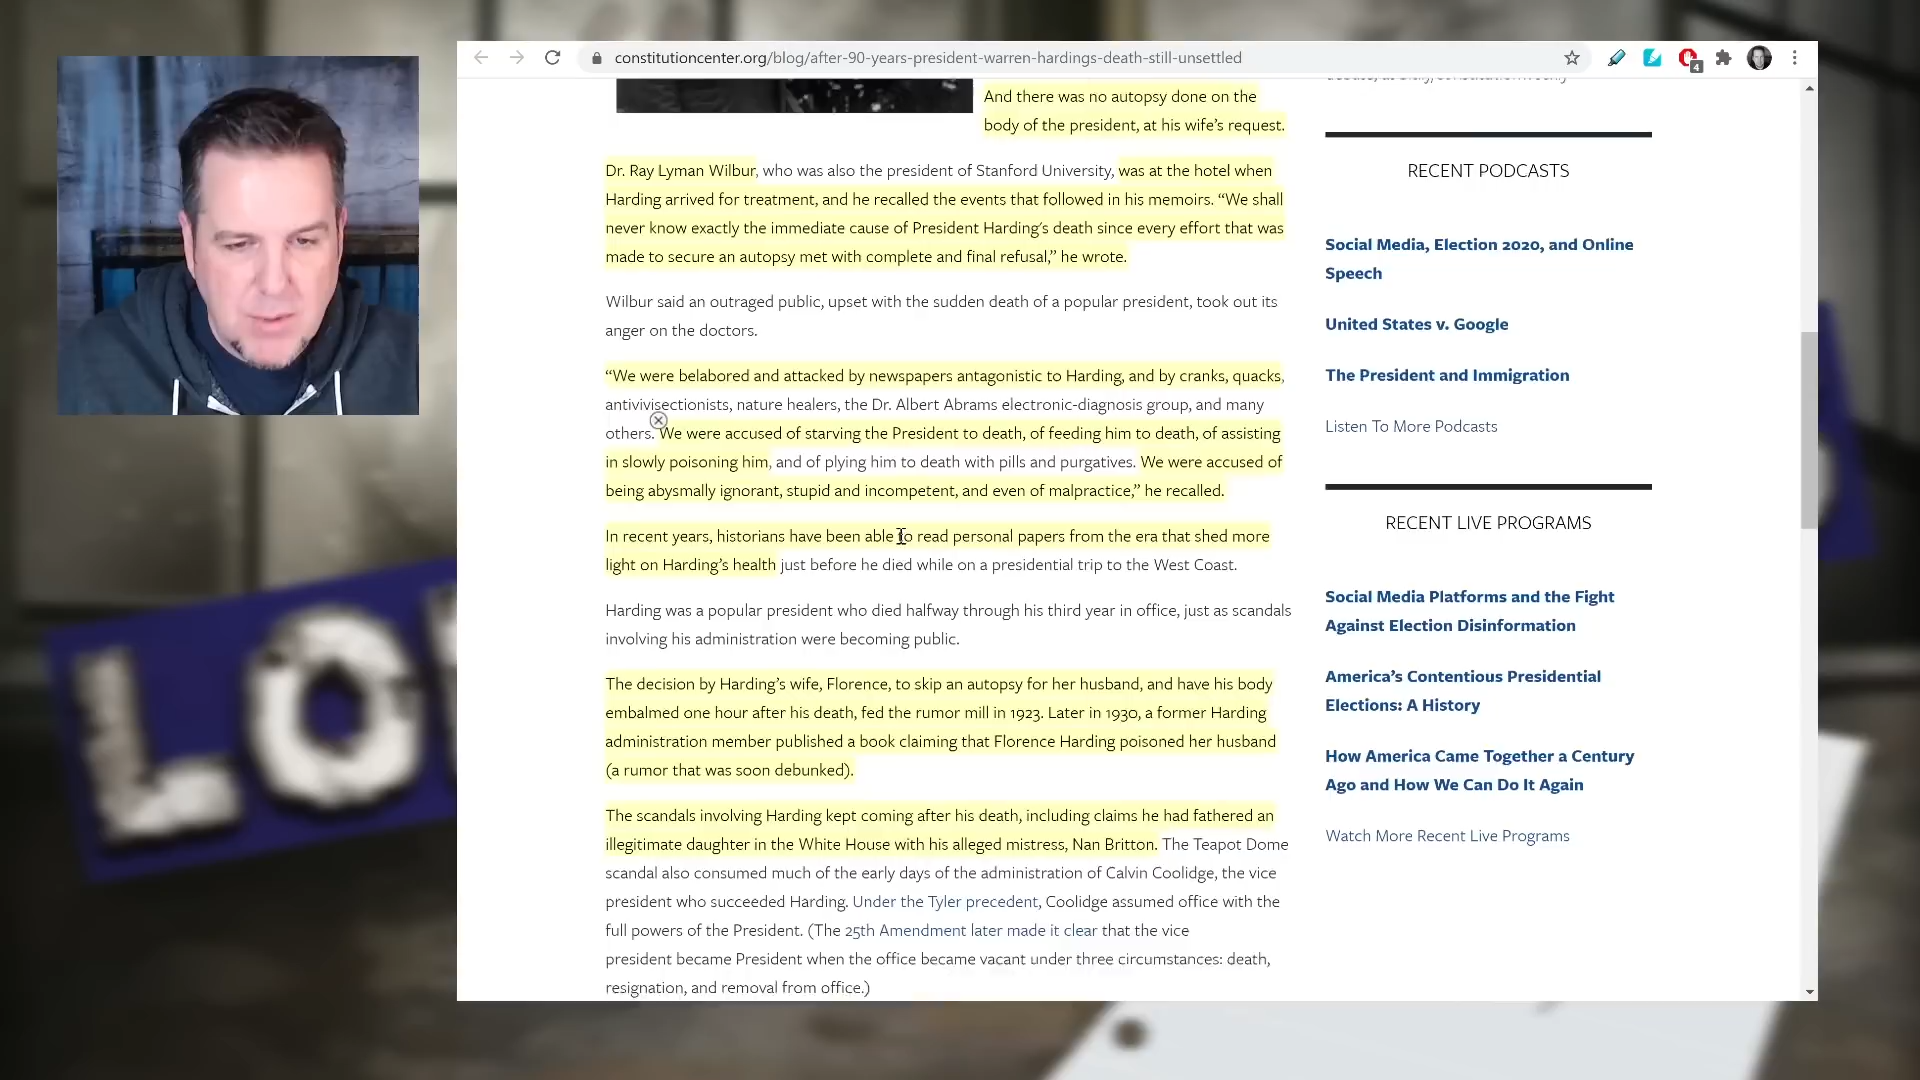 constitutioncenter.org/blog/after-90-years-president-warren-hardings-death-still-unsettled
4
And there was no autopsy done on the
body of the president, at his wife’s request.
Dr. Ray Lyman Wilbur, who was also the president of Stanford University, was at the hotel when
Harding arrived for treatment, and he recalled the events that followed in his memoirs. “We shall
never know exactly the immediate cause of President Harding’s death since every effort that was
made to secure an autopsy met with complete and final refusal,” he wrote.
Wilbur said an outraged public, upset with the sudden death of a popular president, took out its
anger on the doctors.
“We were belabored and attacked by newspapers antagonistic to Harding, and by cranks, quacks,
antivivisectionists, nature healers, the Dr. Albert Abrams electronic-diagnosis group, and many
others. We were accused of starving the President to death, of feeding him to death, of assisting
in slowly poisoning him, and of plying him to death with pills and purgatives. We were accused of
being abysmally ignorant, stupid and incompetent, and even of malpractice,” he recalled.
In recent years, historians have been able to read personal papers from the era that shed more
light on Harding’s health just before he died while on a presidential trip to the West Coast.
Harding was a popular president who died halfway through his third year in office, just as scandals
involving his administration were becoming public.
The decision by Harding’s wife, Florence, to skip an autopsy for her husband, and have his body
embalmed one hour after his death, fed the rumor mill in 1923. Later in 1930, a former Harding
administration member published a book claiming that Florence Harding poisoned her husband
(a rumor that was soon debunked).
The scandals involving Harding kept coming after his death, including claims he had fathered an
illegitimate daughter in the White House with his alleged mistress, Nan Britton. The Teapot Dome
scandal also consumed much of the early days of the administration of Calvin Coolidge, the vice
president who succeeded Harding. Under the Tyler precedent, Coolidge assumed office with the
full powers of the President. (The 25th Amendment later made it clear that the vice
president became President when the office became vacant under three circumstances: death,
resignation, and removal from office.)
RECENT PODCASTS
Social Media, Election 2020, and Online
Speech
United States v. Google
The President and Immigration
Listen To More Podcasts
RECENT LIVE PROGRAMS
Social Media Platforms and the Fight
Against Election Disinformation
America’s Contentious Presidential
Elections: A History
How America Came Together a Century
Ago and How We Can Do It Again
Watch More Recent Live Programs
LO